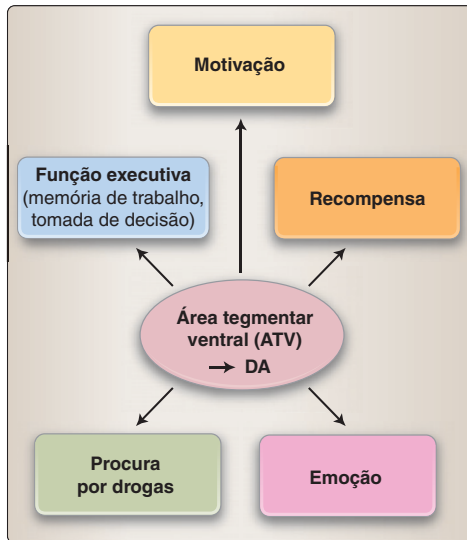 Motivação
Função executiva
(memória de trabalho,
tomada de decisão)
Recompensa
Área tegmentar
ventral (ATV)
→ DA
Procura
por drogas
Emoção